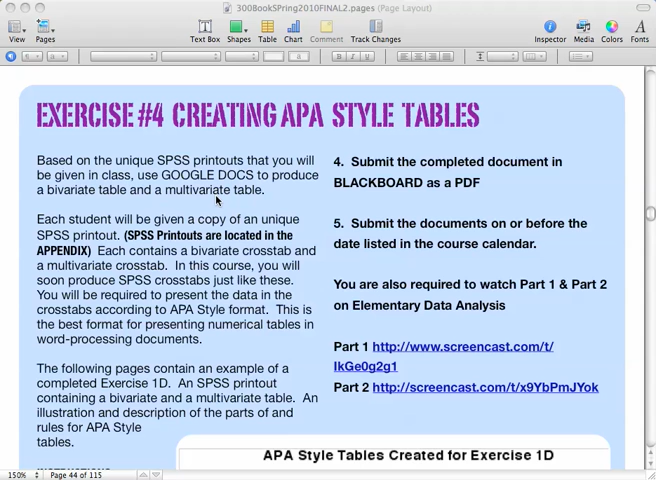 300BookSPring2010FINAL2.pages (Page Layout)
View Pages Text Box Shapes Table Chart Comment Track Changes Inspector Media Colors Fonts
a B I U
EXERCISE #4 CREATING APA STYLE TABLES
Based on the unique SPSS printouts that you will
be given in class, use GOOGLE DOCS to produce
a bivariate table and a multivariate table.
Each student will be given a copy of an unique
SPSS printout. (SPSS Printouts are located in the
APPENDIX) Each contains a bivariate crosstab and
a multivariate crosstab. In this course, you will
soon produce SPSS crosstabs just like these.
You will be required to present the data in the
crosstabs according to APA Style format. This is
the best format for presenting numerical tables in
word-processing documents.
The following pages contain an example of a
completed Exercise 1D. An SPSS printout
containing a bivariate and a multivariate table. An
illustration and description of the parts of and
rules for APA Style
tables.
4. Submit the completed document in
BLACKBOARD as a PDF
5. Submit the documents on or before the
date listed in the course calendar.
You are also required to watch Part 1 & Part 2
on Elementary Data Analysis
Part 1 http://www.screencast.com/t/
IkGe0g2g1
Part 2 http://screencast.com/t/x9YbPmJYok
APA Style Tables Created for Exercise 1D
150% Page 44 of 115